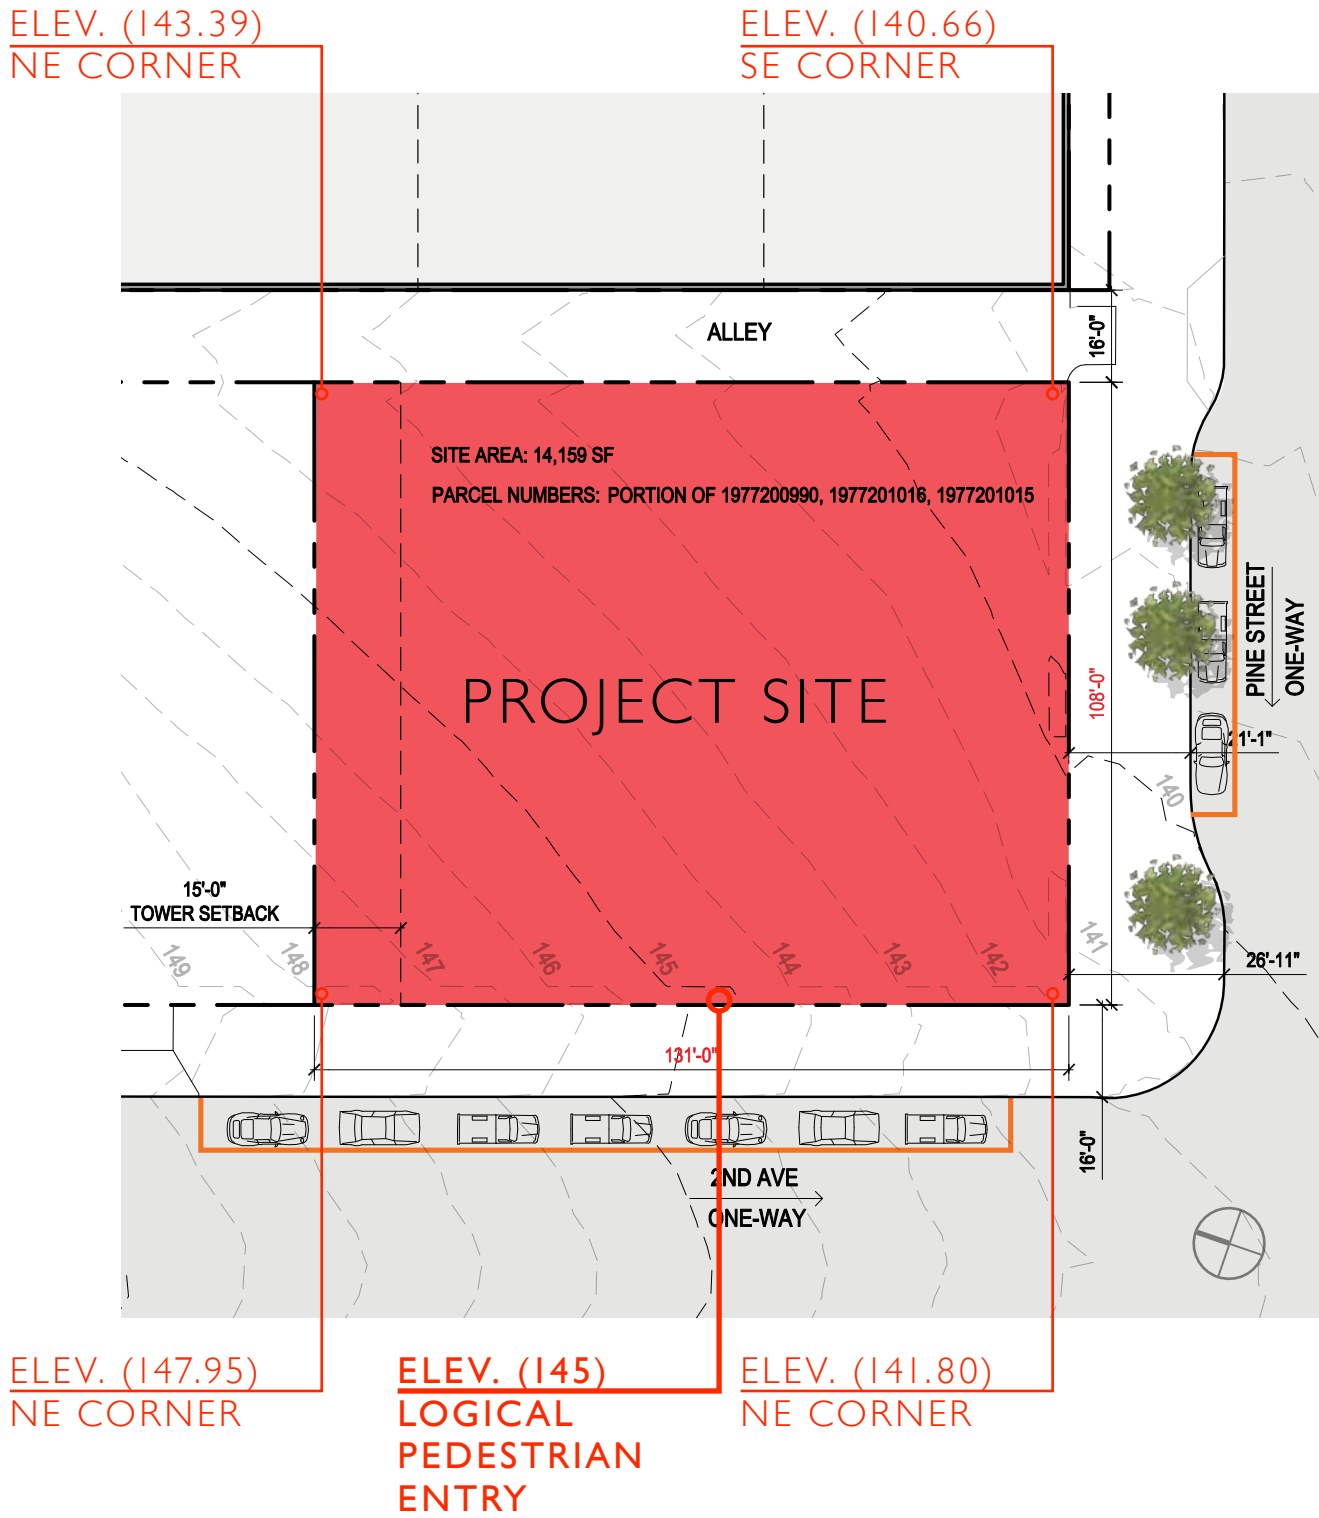 ELEV. (143.39)
NE CORNER
ELEV. (140.66)
SE CORNER
ALLEY
16'-0"
SITE AREA: 14,159 SF
PARCEL NUMBERS: PORTION OF 1977200990, 1977201016, 1977201015
PROJECT SITE
108'-0"
PINE STREET
ONE-WAY
21'-1"
140
15'-0"
TOWER SETBACK
149
148
147
146
145
144
143
142
141
26'-11"
131'-0"
16'-0"
2ND AVE
ONE-WAY
ELEV. (147.95)
NE CORNER
ELEV. (145)
LOGICAL
PEDESTRIAN
ENTRY
ELEV. (141.80)
NE CORNER